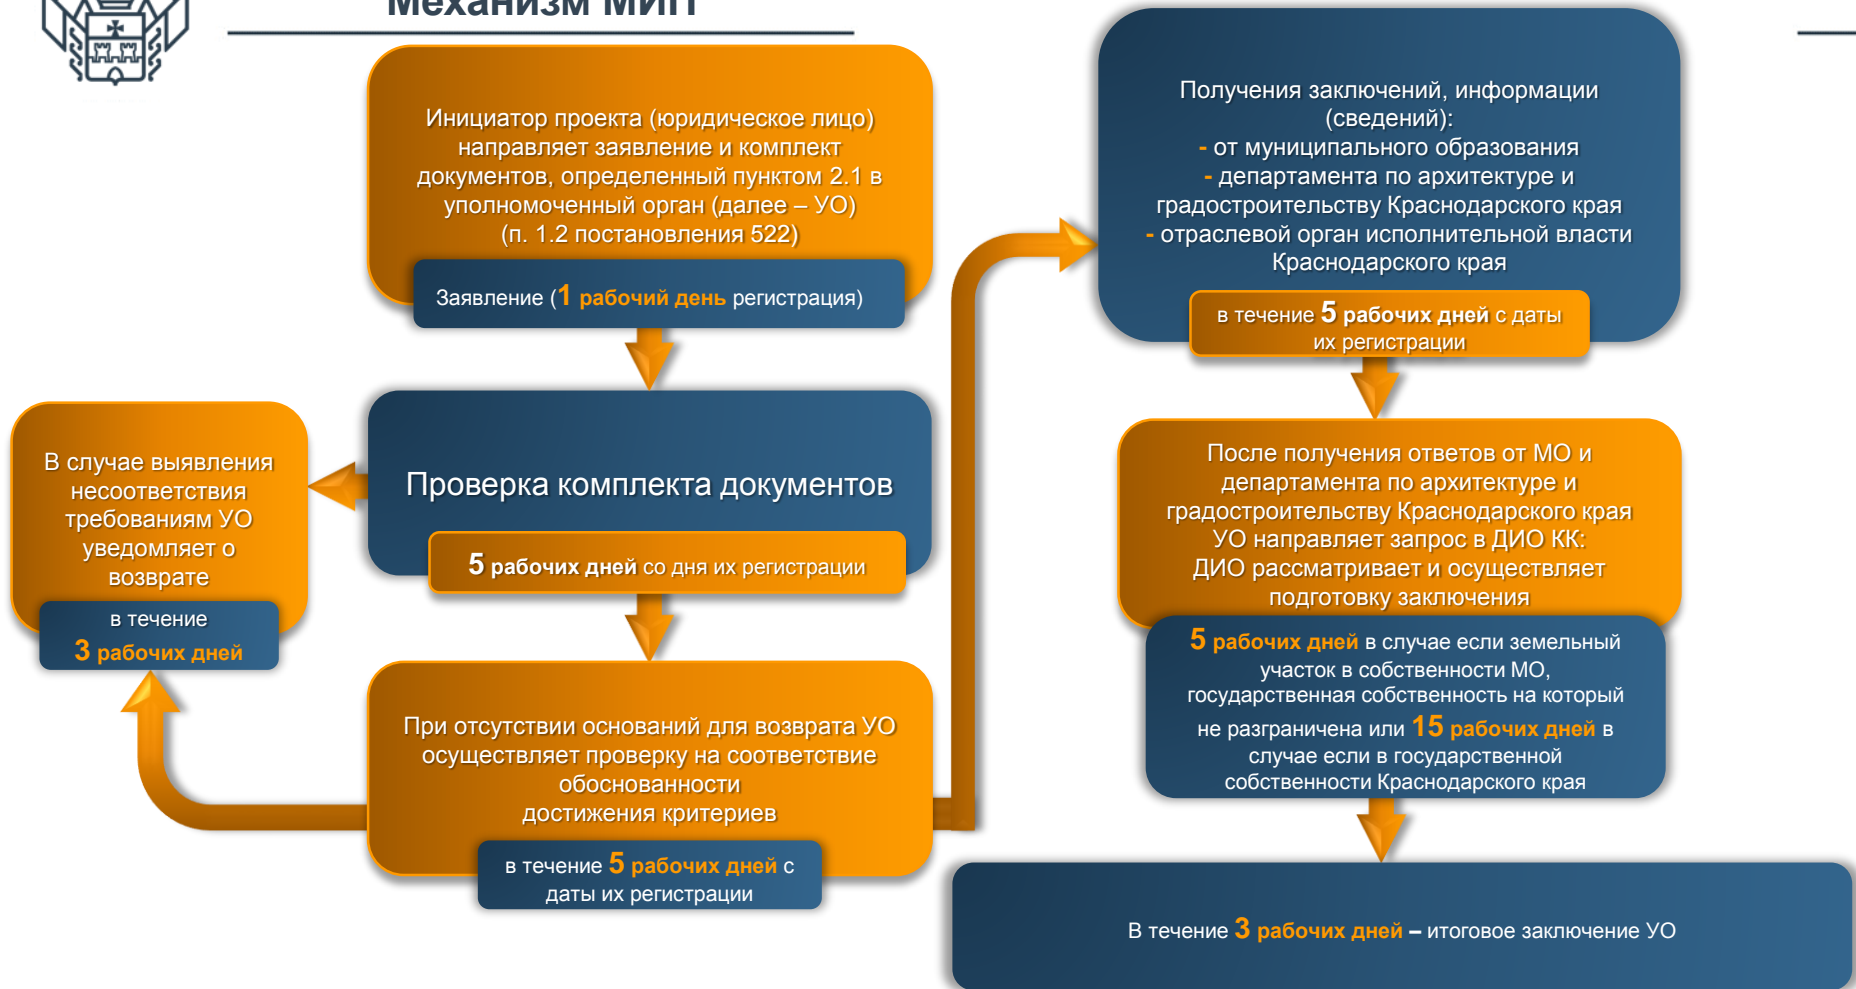 Механизм МИП
Инициатор проекта (юридическое лицо)
направляет заявление и комплект
документов, определенный пунктом 2.1 в
уполномоченный орган (далее – УО)
(п. 1.2 постановления 522)
Заявление (1 рабочий день регистрация)
Проверка комплекта документов
5 рабочих дней со дня их регистрации
В случае выявления
несоответствия
требованиям УО
уведомляет о
возврате
в течение
3 рабочих дней
При отсутствии оснований для возврата УО
осуществляет проверку на соответствие
обоснованности
достижения критериев
в течение 5 рабочих дней с
даты их регистрации
Получения заключений, информации
(сведений):
- от муниципального образования
- департамента по архитектуре и
градостроительству Краснодарского края
- отраслевой орган исполнительной власти
Краснодарского края
в течение 5 рабочих дней с даты
их регистрации
После получения ответов от МО и
департамента по архитектуре и
градостроительству Краснодарского края
УО направляет запрос в ДИО КК:
ДИО рассматривает и осуществляет
подготовку заключения
5 рабочих дней в случае если земельный
участок в собственности МО,
государственная собственность на который
не разграничена или 15 рабочих дней в
случае если в государственной
собственности Краснодарского края
В течение 3 рабочих дней – итоговое заключение УО